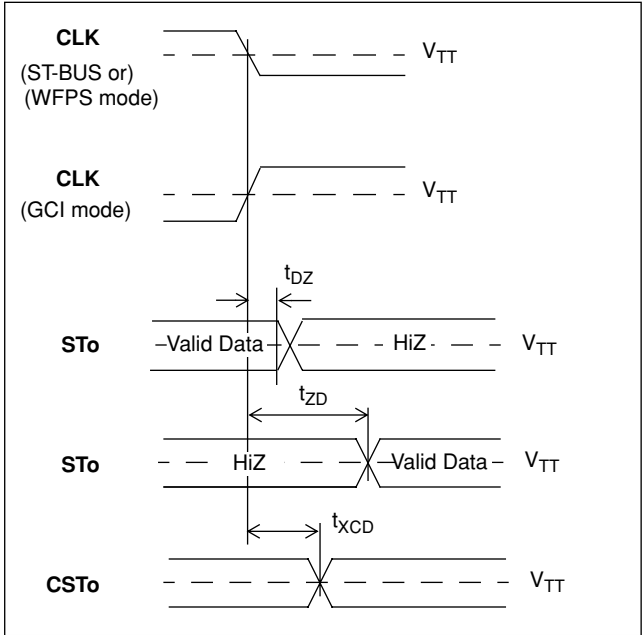 CLK
(ST-BUS or)
(WFPS mode)
VTT
CLK
(GCI mode)
VTT
tDZ
STo
Valid Data
HiZ
VTT
tZD
STo
HiZ
Valid Data
VTT
tXCD
CSTo
VTT